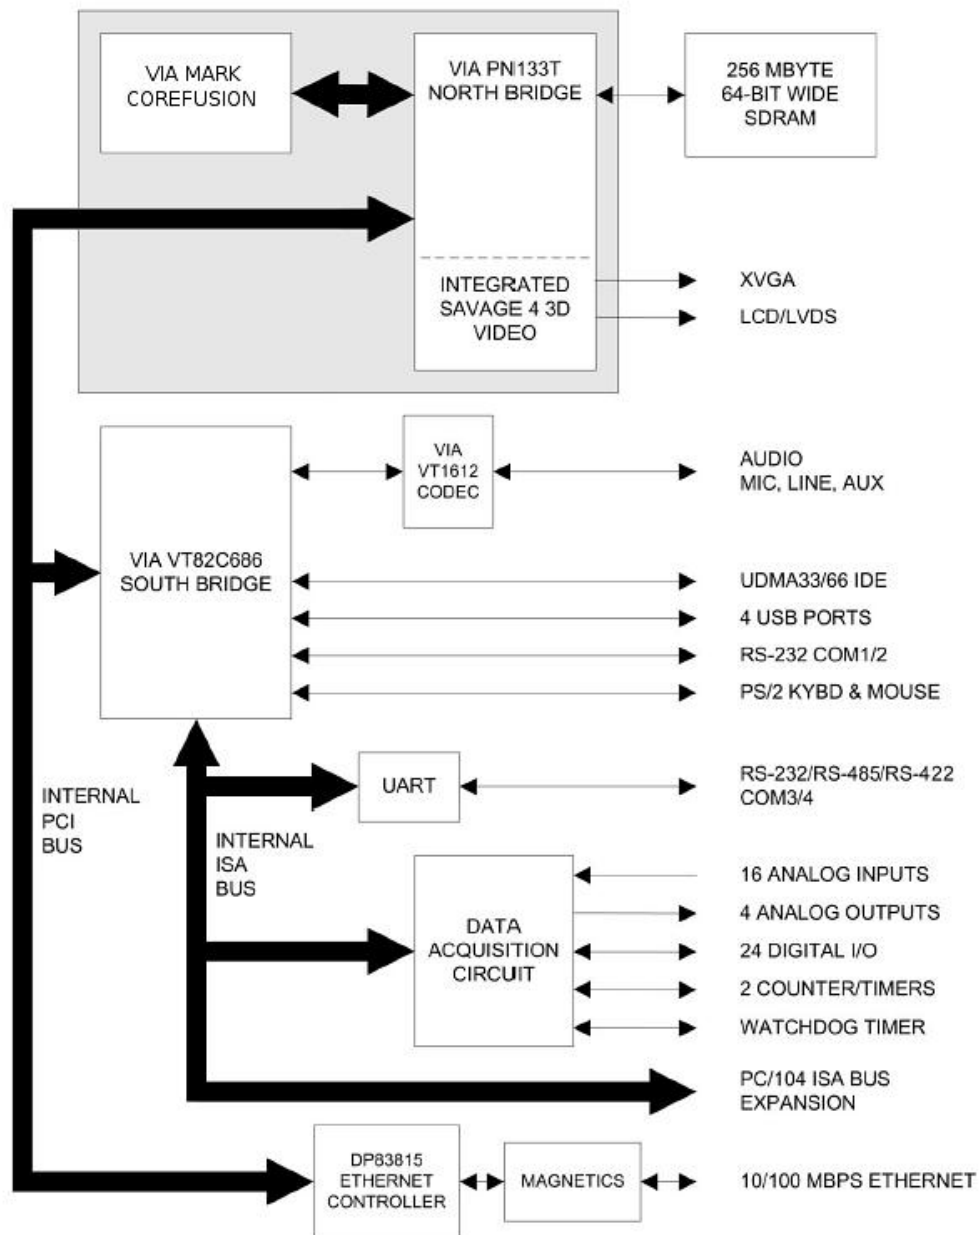 VIA MARK
COREFUSION
VIA PN133T
NORTH BRIDGE
256 MBYTE
64-BIT WIDE
SDRAM
INTEGRATED
SAVAGE 4 3D
VIDEO
XVGA
LCD/LVDS
VIA
VT1612
CODEC
AUDIO
MIC, LINE, AUX
VIA VT82C686
SOUTH BRIDGE
UDMA33/66 IDE
4 USB PORTS
RS-232 COM1/2
PS/2 KYBD & MOUSE
INTERNAL
PCI
BUS
INTERNAL
ISA
BUS
UART
RS-232/RS-485/RS-422
COM3/4
DATA
ACQUISITION
CIRCUIT
16 ANALOG INPUTS
4 ANALOG OUTPUTS
24 DIGITAL I/O
2 COUNTER/TIMERS
WATCHDOG TIMER
PC/104 ISA BUS
EXPANSION
DP83815
ETHERNET
CONTROLLER
MAGNETICS
10/100 MBPS ETHERNET